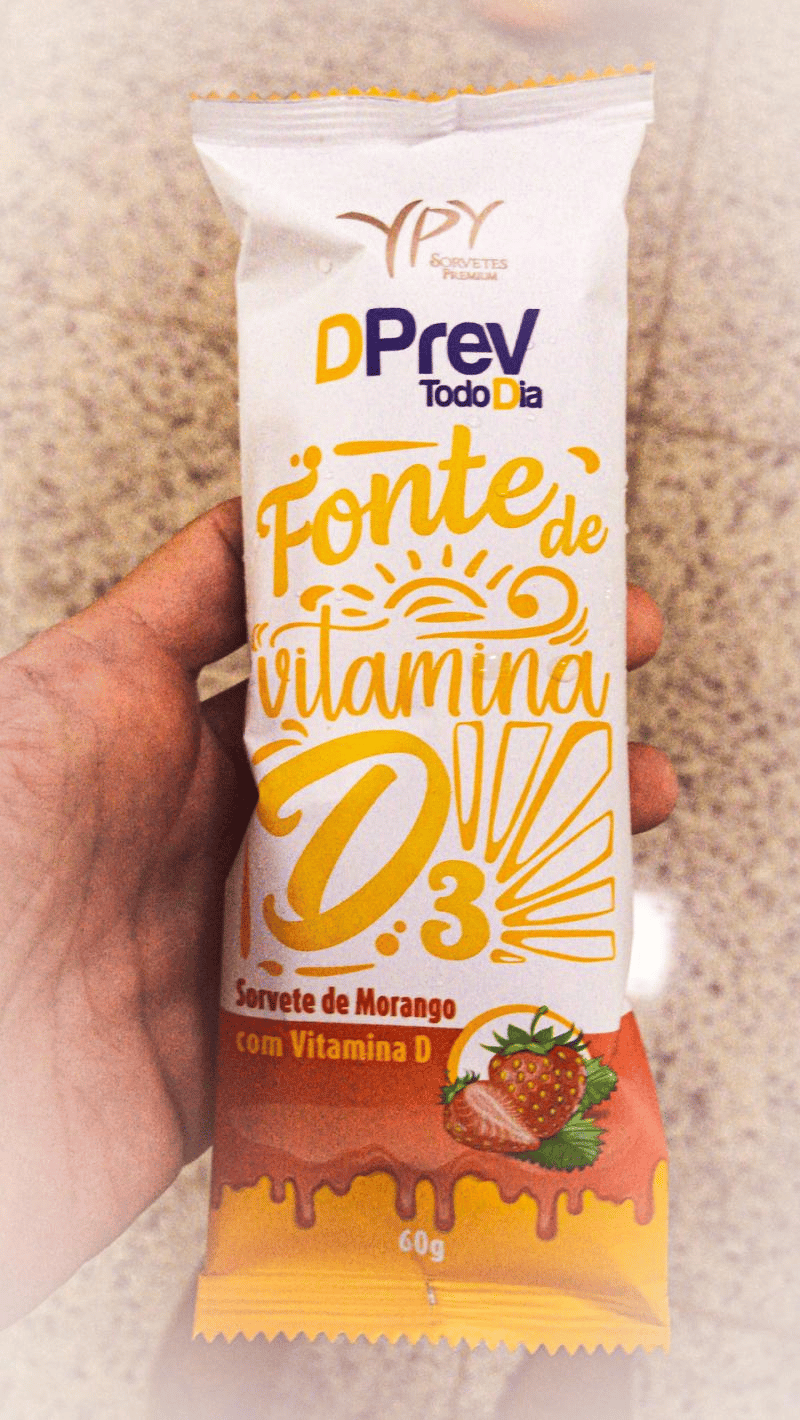 YPY
SORVETES
PREMIUM
DPrev
TodoDia
Fonte de
vitamina
D3
Sorvete de Morango
com Vitamina D
60g